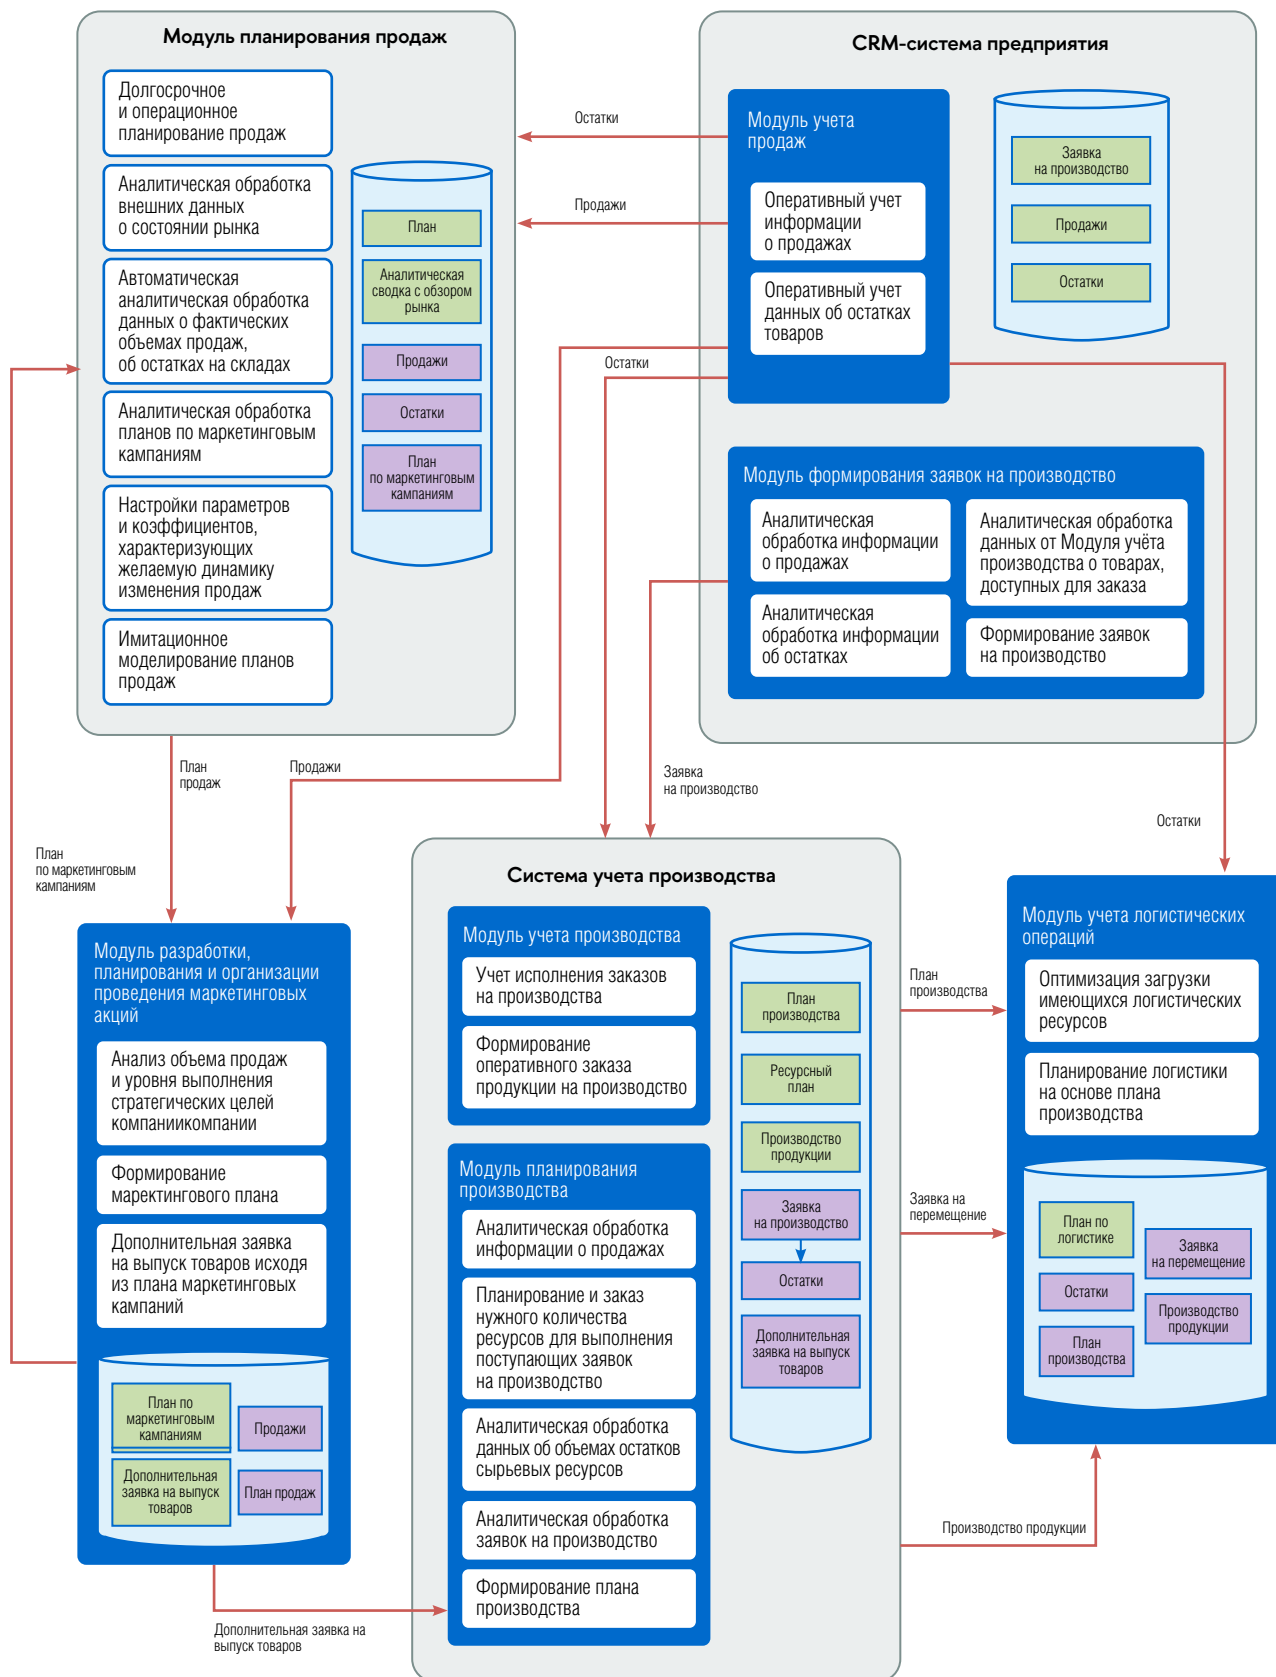 Модуль планирования продаж
Долгосрочное
и операционное
планирование продаж
Аналитическая обработка
внешних данных
о состоянии рынка
Автоматическая
аналитическая обработка
данных о фактических
объемах продаж,
об остатках на складах
Аналитическая обработка
планов по маркетинговым
кампаниям
Настройки параметров
и коэффициентов,
характеризующих
желаемую динамику
изменения продаж
Имитационное
моделирование планов
продаж
План
Аналитическая
сводка с обзором
рынка
Продажи
Остатки
План
по маркетинговым
кампаниям
Остатки
Продажи
Остатки
CRM-система предприятия
Модуль учета
продаж
Оперативный учет
информации
о продажах
Оперативный учет
данных об остатках
товаров
Заявка
на производство
Продажи
Остатки
Модуль формирования заявок на производство
Аналитическая
обработка информации
о продажах
Аналитическая
обработка информации
об остатках
Аналитическая обработка
данных от Модуля учёта
производства о товарах,
доступных для заказа
Формирование заявок
на производство
План
продаж
Продажи
Заявка
на производство
Остатки
План
по маркетинговым
кампаниям
Модуль разработки,
планирования и организации
проведения маркетинговых
акций
Анализ объема продаж
и уровня выполнения
стратегических целей
компаниикомпании
Формирование
маректингового плана
Дополнительная заявка
на выпуск товаров исходя
из плана маркетинговых
кампаний
План по
маркетинговым
кампаниям
Дополнительная
заявка на выпуск
товаров
Продажи
План продаж
Дополнительная заявка на
выпуск товаров
Система учета производства
Модуль учета производства
Учет исполнения заказов
на производства
Формирование
оперативного заказа
продукции на производство
Модуль планирования
производства
Аналитическая обработка
информации о продажах
Планирование и заказ
нужного количества
ресурсов для выполнения
поступающих заявок
на производство
Аналитическая обработка
данных об объемах остатков
сырьевых ресурсов
Аналитическая обработка
заявок на производство
Формирование плана
производства
План
производства
Ресурсный
план
Производство
продукции
Заявка
на производство
Остатки
Дополнительная
заявка на выпуск
товаров
План
производства
Заявка на
перемещение
Производство продукции
Модуль учета логистических
операций
Оптимизация загрузки
имеющихся логистических
ресурсов
Планирование логистики
на основе плана
производства
План по
логистике
Остатки
План
производства
Заявка
на перемещение
Производство
продукции